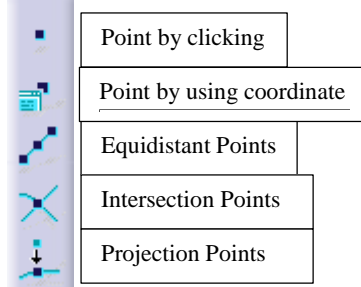 Point by clicking
Point by using coordinate
Equidistant Points
Intersection Points
Projection Points